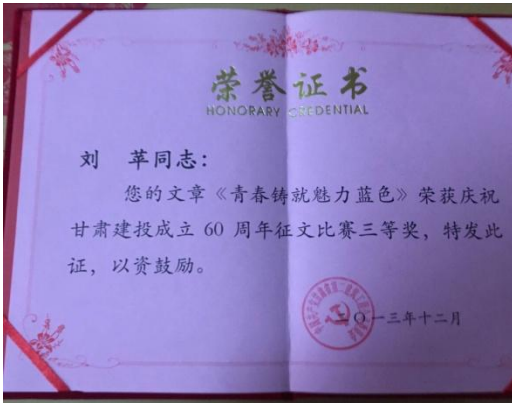 荣誉证书
HONORARY CREDENTIAL
刘 苹同志：
您的文章《青春铸就魅力蓝色》荣获庆祝
甘肃建投成立 60 周年征文比赛三等奖，特发此
证，以资鼓励。
二〇一三年十二月